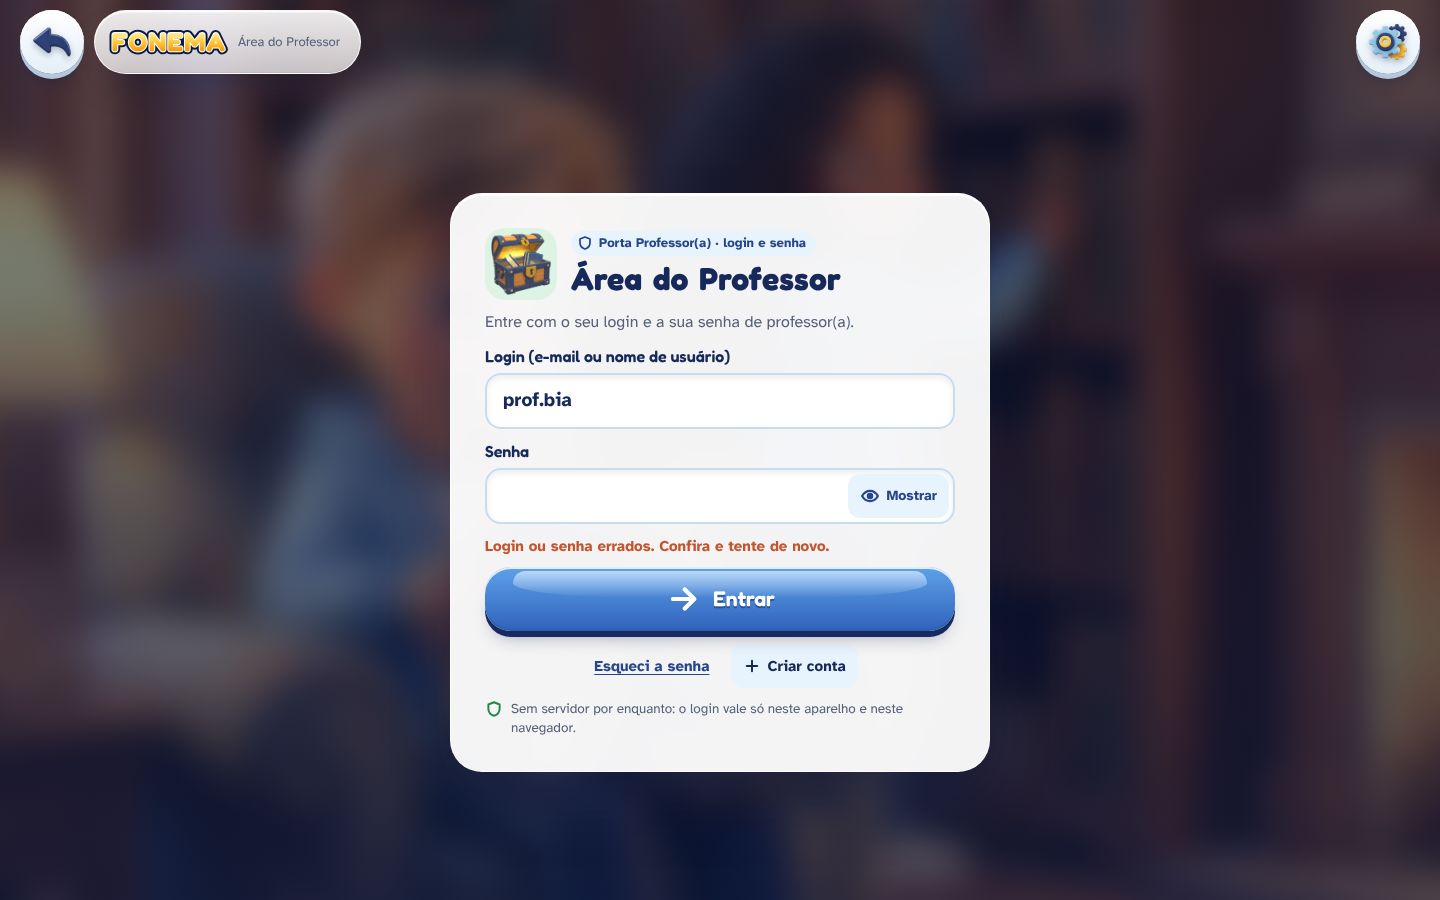 FONEMA Área do Professor
Porta Professor(a) · login e senha
Área do Professor
Entre com o seu login e a sua senha de professor(a).
Login (e-mail ou nome de usuário)
prof.bia
Senha
Mostrar
Login ou senha errados. Confira e tente de novo.
Entrar
Esqueci a senha
Criar conta
Sem servidor por enquanto: o login vale só neste aparelho e neste
navegador.